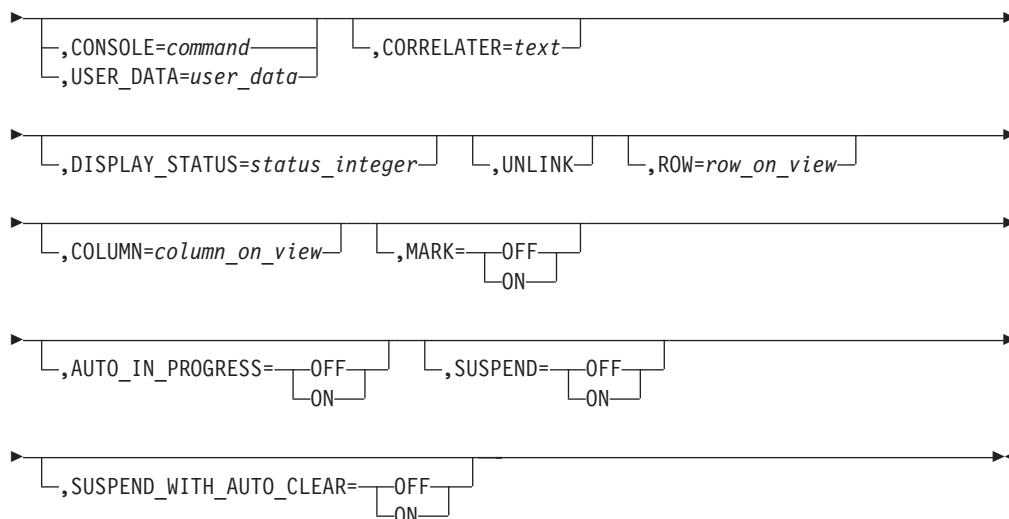 ,CONSOLE=command ,CORRELATER=text
,USER_DATA=user_data
,DISPLAY_STATUS=status_integer ,UNLINK ,ROW=row_on_view
,COLUMN=column_on_view ,MARK= OFF
ON
,AUTO_IN_PROGRESS= OFF ,SUSPEND= OFF
ON ON
,SUSPEND_WITH_AUTO_CLEAR= OFF
ON